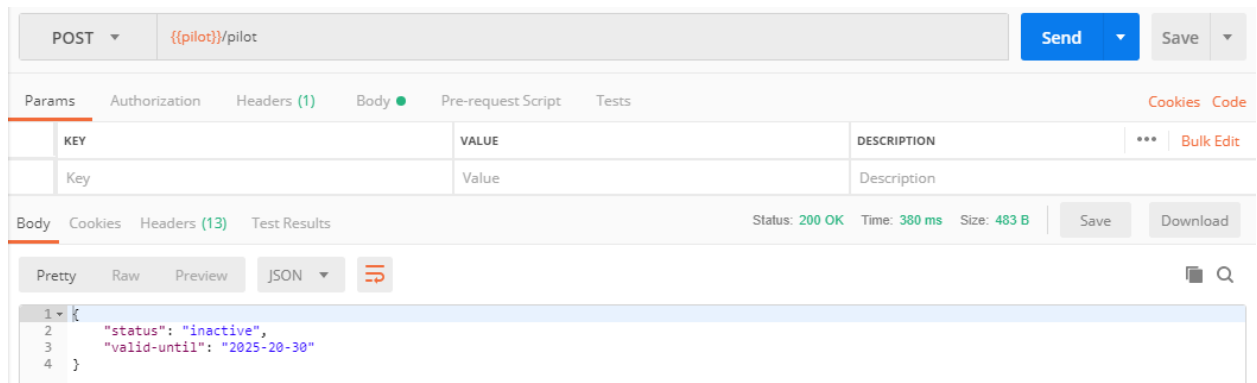 POST {{pilot}}/pilot Send Save
Params Authorization Headers (1) Body Pre-request Script Tests Cookies Code
KEY VALUE DESCRIPTION ••• Bulk Edit
Key Value Description
Body Cookies Headers (13) Test Results Status: 200 OK Time: 380 ms Size: 483 B Save Download
Pretty Raw Preview JSON
1 {
2 "status": "inactive",
3 "valid-until": "2025-20-30"
4 }